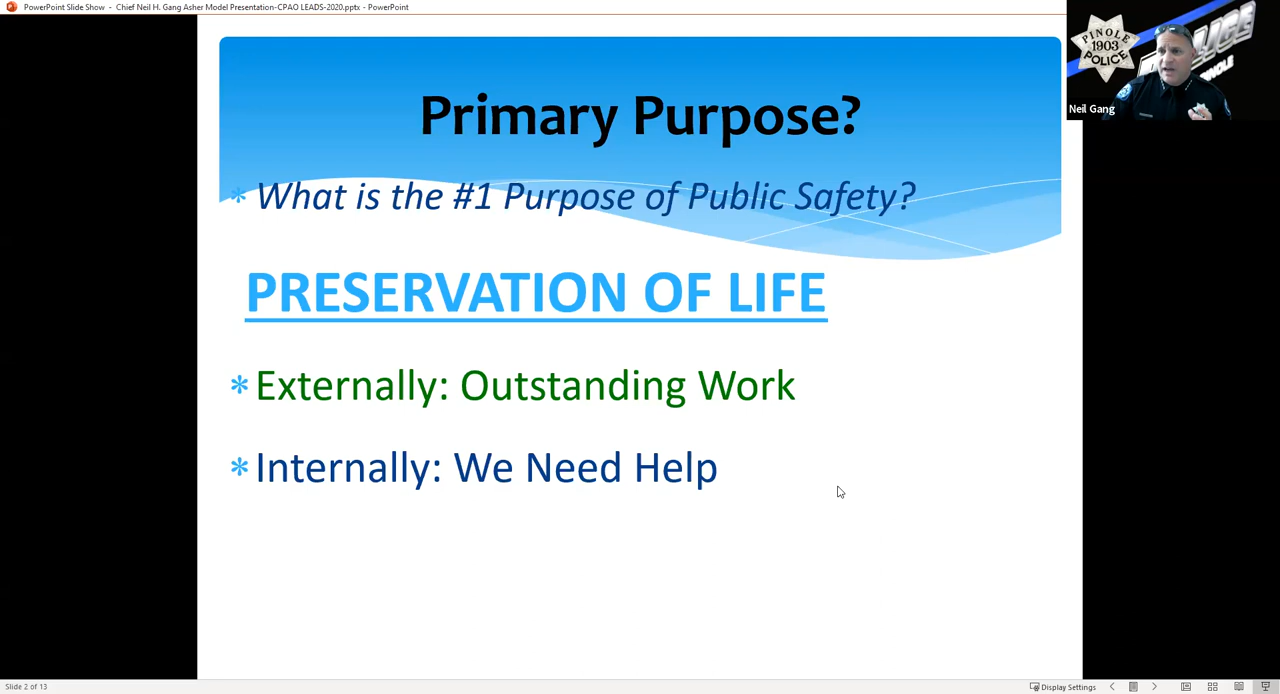 PowerPoint Slide Show - Chief Neil H. Gang Asher Model Presentation-CPAO LEADS-2020.pptx - PowerPoint
PINOLE
1903
POLICE
POLICE
PINOLE
Neil Gang
Primary Purpose?
* What is the #1 Purpose of Public Safety?
PRESERVATION OF LIFE
* Externally: Outstanding Work
* Internally: We Need Help
Slide 2 of 13
Display Settings